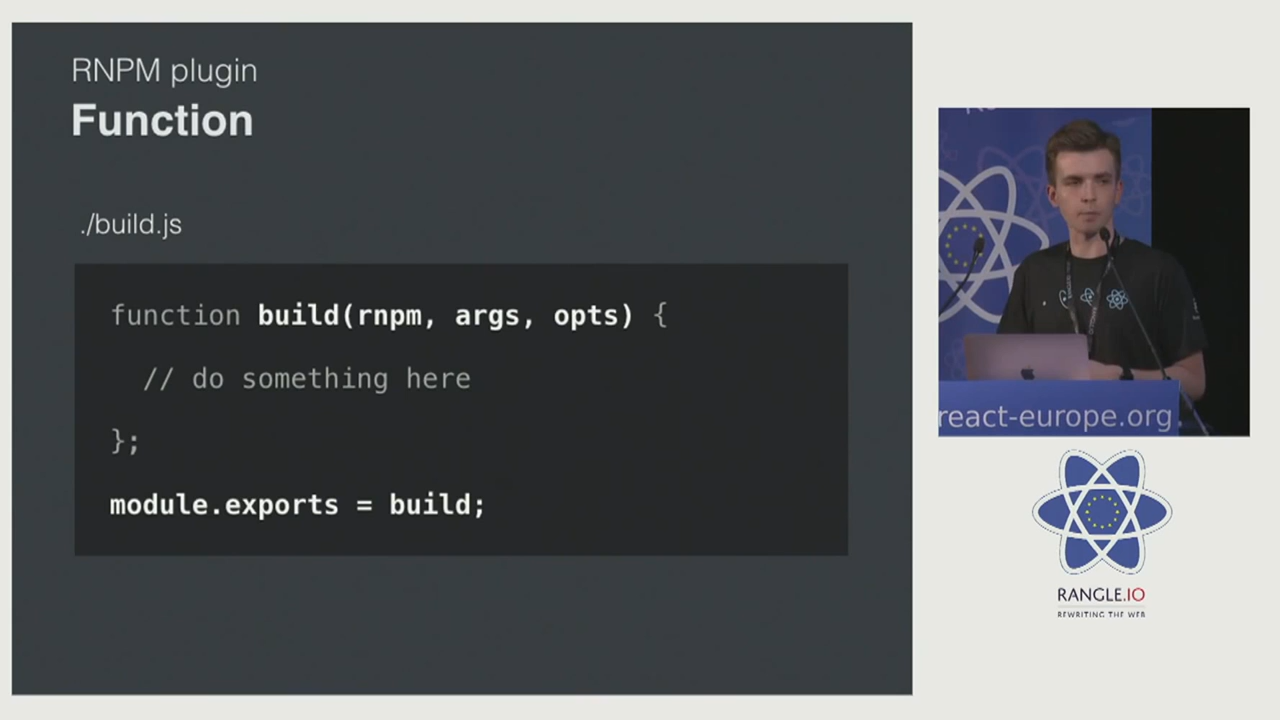 RNPM plugin
Function
./build.js
function build(rnpm, args, opts) {
// do something here
};
module.exports = build;
react-europe.org
RANGLE.IO
REWRITING THE WEB